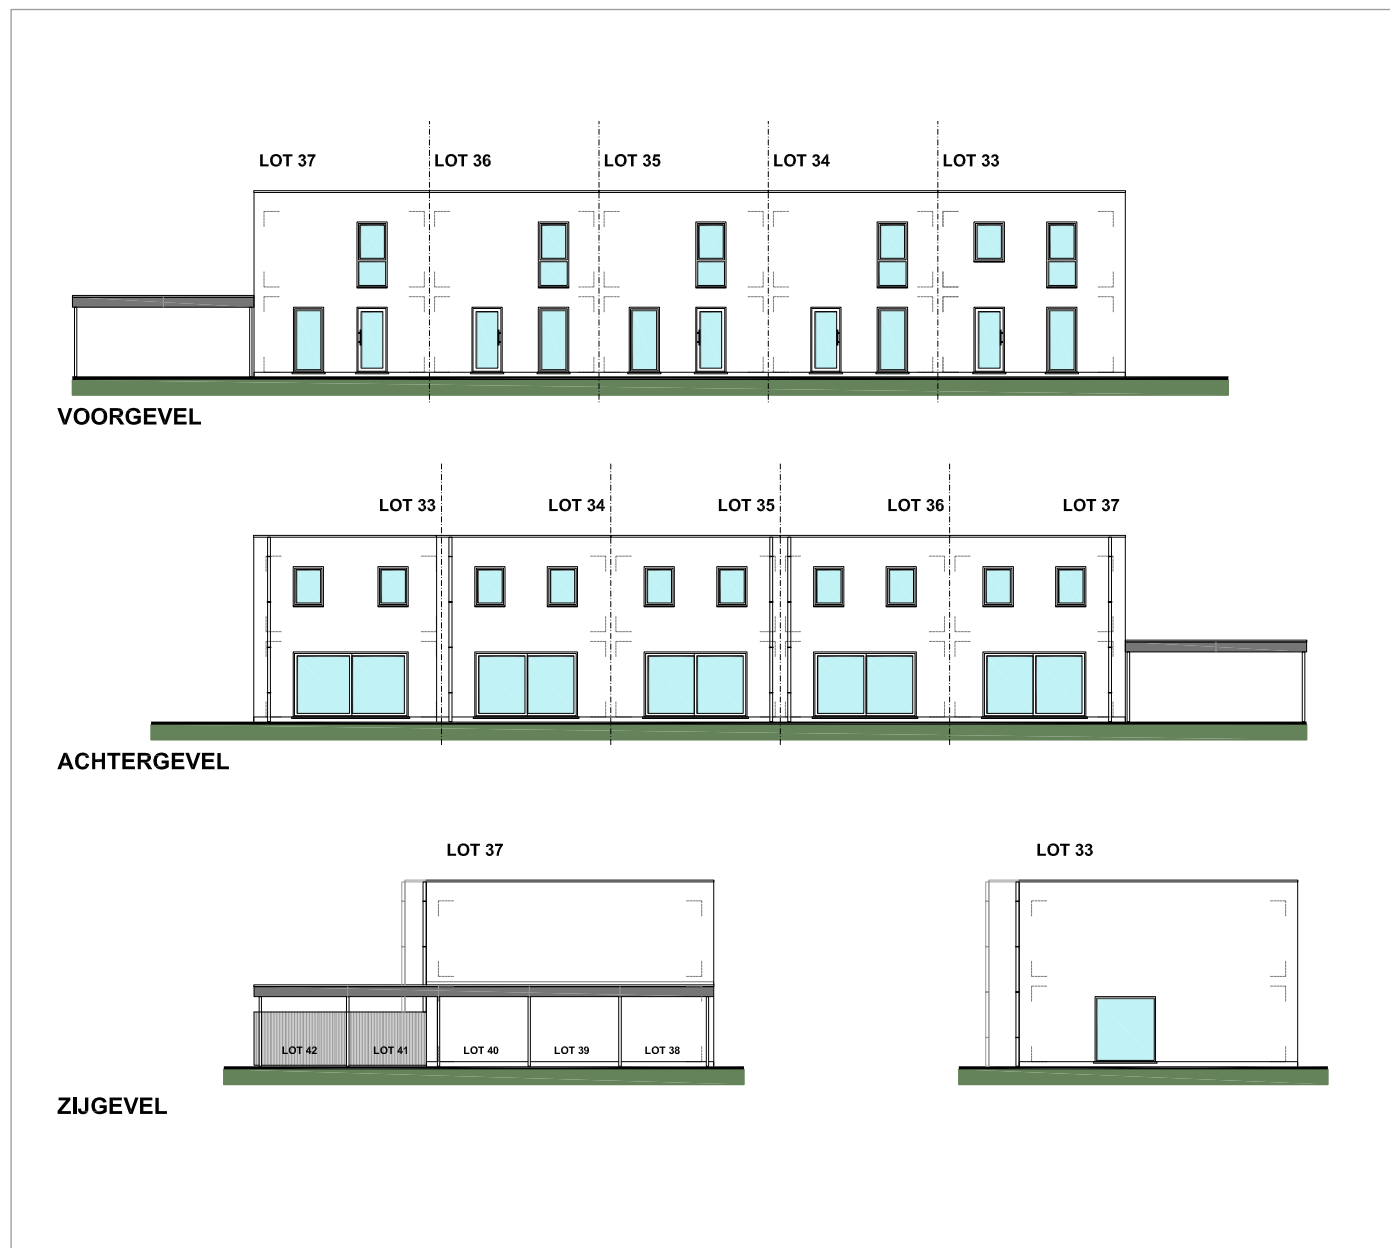 LOT 37 LOT 36 LOT 35 LOT 34 LOT 33
VOORGEVEL
LOT 33 LOT 34 LOT 35 LOT 36 LOT 37
ACHTERGEVEL
LOT 37 LOT 33
LOT 42 LOT 41 LOT 40 LOT 39 LOT 38
ZIJGEVEL